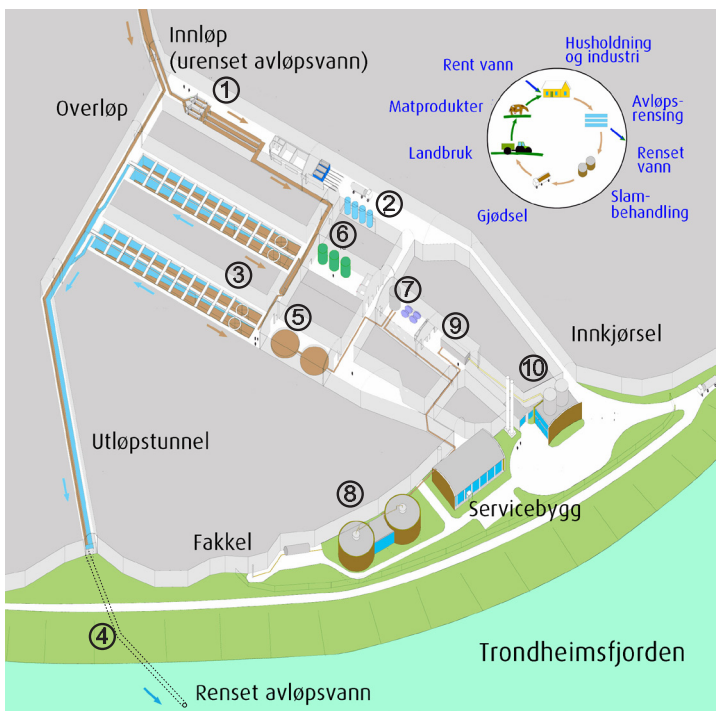 Innløp
(urenset avløpsvann)
①
Overløp
②
⑥
③
⑤
⑦
⑨
⑩
Innkjørsel
Utløpstunnel
⑧
Servicebygg
Fakkel
④
Trondheimsfjorden
Renset avløpsvann
Husholdning
og industri
Rent vann
Matprodukter
Avløps-
rensing
Landbruk
Renset
vann
Gjødsel
Slam-
behandling